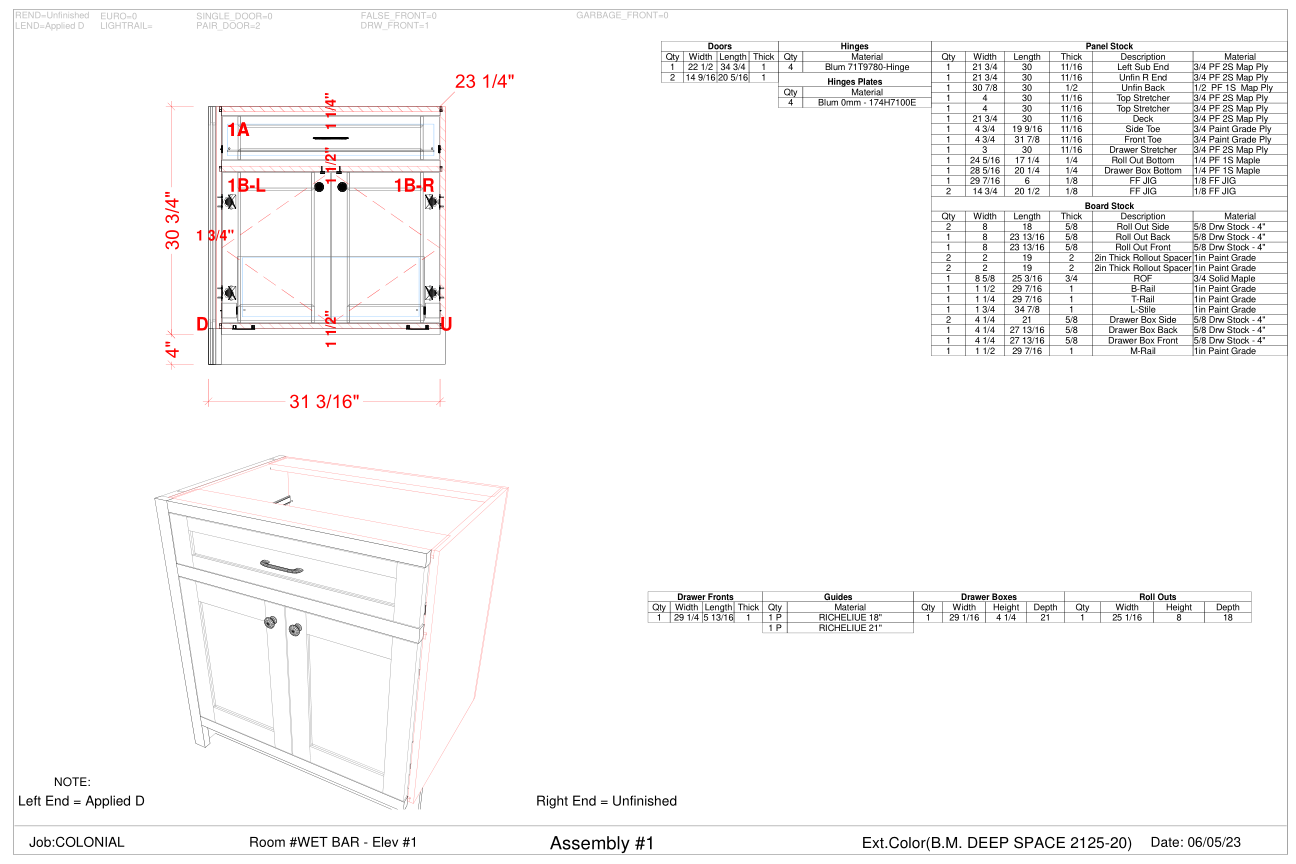 REND=Unfinished EURO=0 SINGLE_DOOR=0 FALSE_FRONT=0 GARBAGE_FRONT=0
LEND=Applied D LIGHTRAIL= PAIR_DOOR=2 DRW_FRONT=1
23 1/4"
1 1/4"
1A
1 1/2"
1B-L 1B-R
30 3/4"
1 3/4"
D U
1 1/2"
4"
31 3/16"
Doors
Qty Width Length Thick
1 22 1/2 34 3/4 1
2 14 9/16 20 5/16 1
Hinges
Qty Material
4 Blum 71T9780-Hinge
Hinges Plates
Qty Material
4 Blum 0mm - 174H7100E
Panel Stock
Qty Width Length Thick Description Material
1 21 3/4 30 11/16 Left Sub End 3/4 PF 2S Map Ply
1 21 3/4 30 11/16 Unfin R End 3/4 PF 2S Map Ply
1 30 7/8 30 1/2 Unfin Back 1/2 PF 1S Map Ply
1 4 30 11/16 Top Stretcher 3/4 PF 2S Map Ply
1 4 30 11/16 Top Stretcher 3/4 PF 2S Map Ply
1 21 3/4 30 11/16 Deck 3/4 PF 2S Map Ply
1 4 3/4 19 9/16 11/16 Side Toe 3/4 Paint Grade Ply
1 4 3/4 31 7/8 11/16 Front Toe 3/4 Paint Grade Ply
1 3 30 11/16 Drawer Stretcher 3/4 PF 2S Map Ply
1 24 5/16 17 1/4 1/4 Roll Out Bottom 1/4 PF 1S Maple
1 28 5/16 20 1/4 1/4 Drawer Box Bottom 1/4 PF 1S Maple
1 29 7/16 6 1/8 FF JIG 1/8 FF JIG
2 14 3/4 20 1/2 1/8 FF JIG 1/8 FF JIG
Board Stock
Qty Width Length Thick Description Material
2 8 18 5/8 Roll Out Side 5/8 Drw Stock - 4"
1 8 23 13/16 5/8 Roll Out Back 5/8 Drw Stock - 4"
1 8 23 13/16 5/8 Roll Out Front 5/8 Drw Stock - 4"
2 2 19 2 2in Thick Rollout Spacer 1in Paint Grade
2 2 19 2 2in Thick Rollout Spacer 1in Paint Grade
1 8 5/8 25 3/16 3/4 ROF 3/4 Solid Maple
1 1 1/2 29 7/16 1 B-Rail 1in Paint Grade
1 1 1/4 29 7/16 1 T-Rail 1in Paint Grade
1 1 3/4 34 7/8 1 L-Stile 1in Paint Grade
2 4 1/4 21 5/8 Drawer Box Side 5/8 Drw Stock - 4"
1 4 1/4 27 13/16 5/8 Drawer Box Back 5/8 Drw Stock - 4"
1 4 1/4 27 13/16 5/8 Drawer Box Front 5/8 Drw Stock - 4"
1 1 1/2 29 7/16 1 M-Rail 1in Paint Grade
Drawer Fronts
Qty Width Length Thick
1 29 1/4 5 13/16 1
Guides
Qty Material
1 P RICHELIUE 18"
1 P RICHELIUE 21"
Drawer Boxes
Qty Width Height Depth
1 29 1/16 4 1/4 21
Roll Outs
Qty Width Height Depth
1 25 1/16 8 18
NOTE:
Left End = Applied D Right End = Unfinished
Job:COLONIAL Room #WET BAR - Elev #1 Assembly #1 Ext.Color(B.M. DEEP SPACE 2125-20) Date: 06/05/23